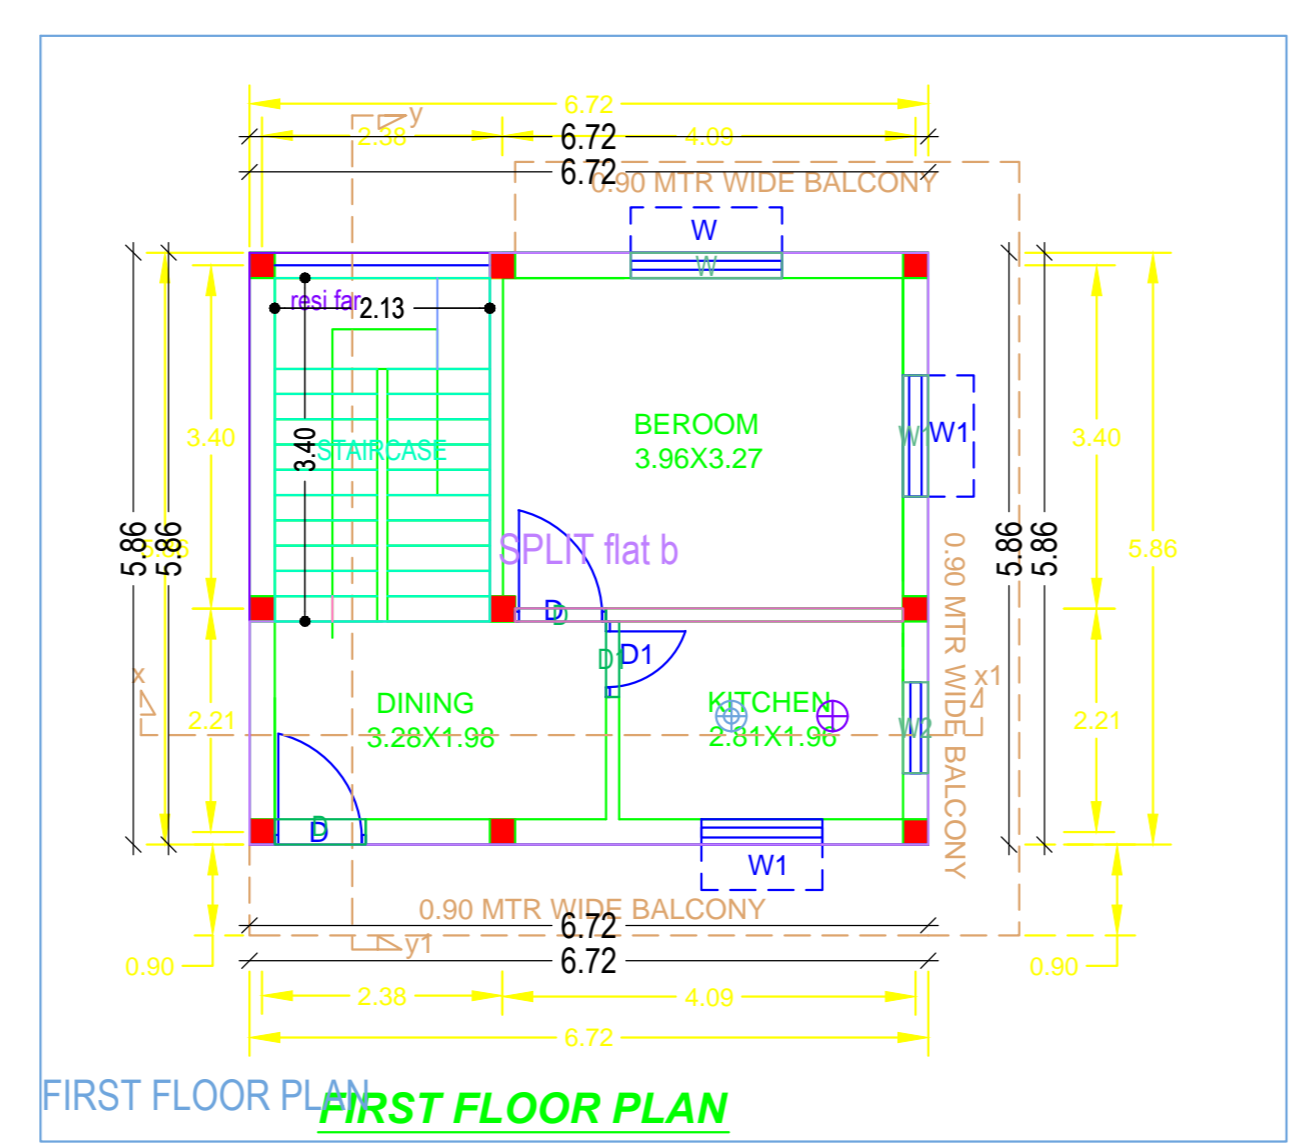 6.72
y
2.38
6.72
4.09
6.72
0.90 MTR WIDE BALCONY
W
W
resi far
2.13
BEROOM
3.96X3.27
W1
W1
3.40
3.40
STAIRCASE
3.40
SPLIT flat b
5.86
5.86
5.86
5.86
5.86
5.86
D
D
D1
D1
0.90 MTR WIDE BALCONY
x
x1
DINING
3.28X1.98
KITCHEN
2.81X1.96
W2
2.21
2.21
D
D
W1
0.90 MTR WIDE BALCONY
6.72
y1
6.72
0.90
0.90
2.38
4.09
6.72
FIRST FLOOR PLAN
FIRST FLOOR PLAN